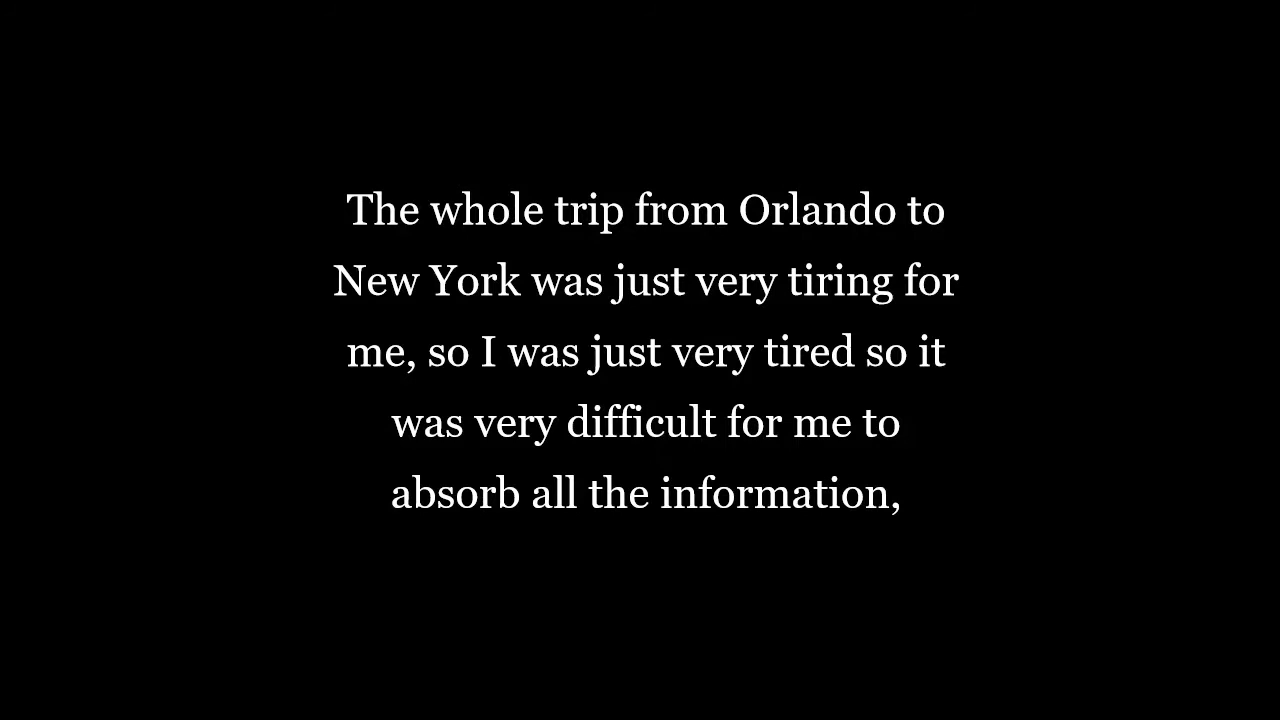 The whole trip from Orlando to
New York was just very tiring for
me, so I was just very tired so it
was very difficult for me to
absorb all the information,